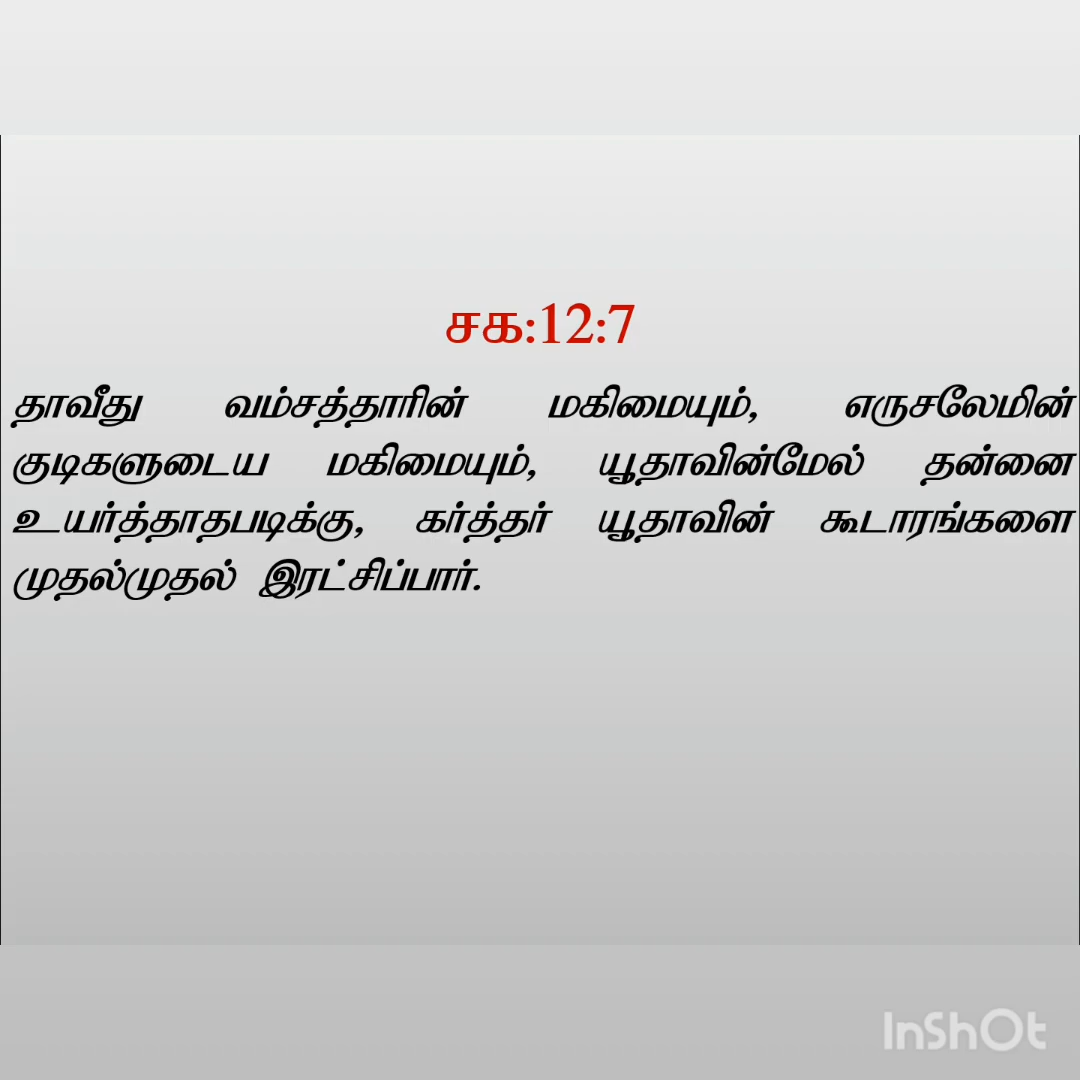 சக:12:7
தாவீது வம்சத்தாரின் மகிமையும், எருசலேமின்
குடிகளுடைய மகிமையும், யூதாவின்மேல் தன்னை
உயர்த்தாதபடிக்கு, கர்த்தர் யூதாவின் கூடாரங்களை
முதல்முதல் இரட்சிப்பார்.
InShOt